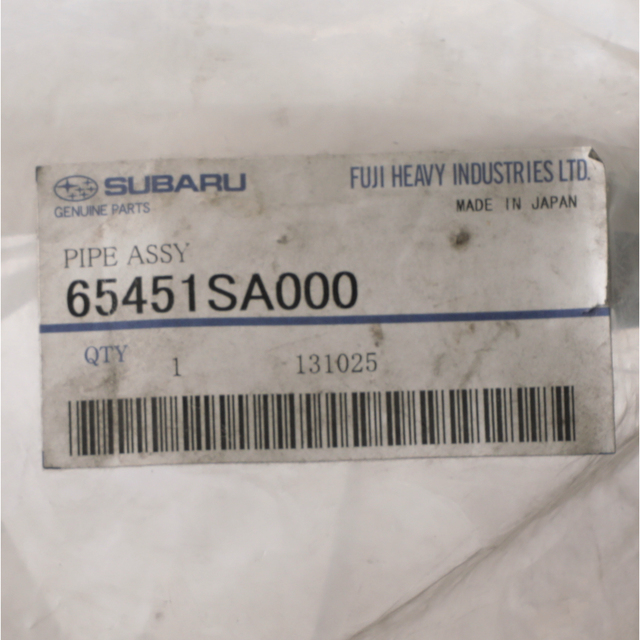 SUBARU FUJI HEAVY INDUSTRIES LTD.
GENUINE PARTS MADE IN JAPAN
PIPE ASSY
65451SA000
QTY 1 131025